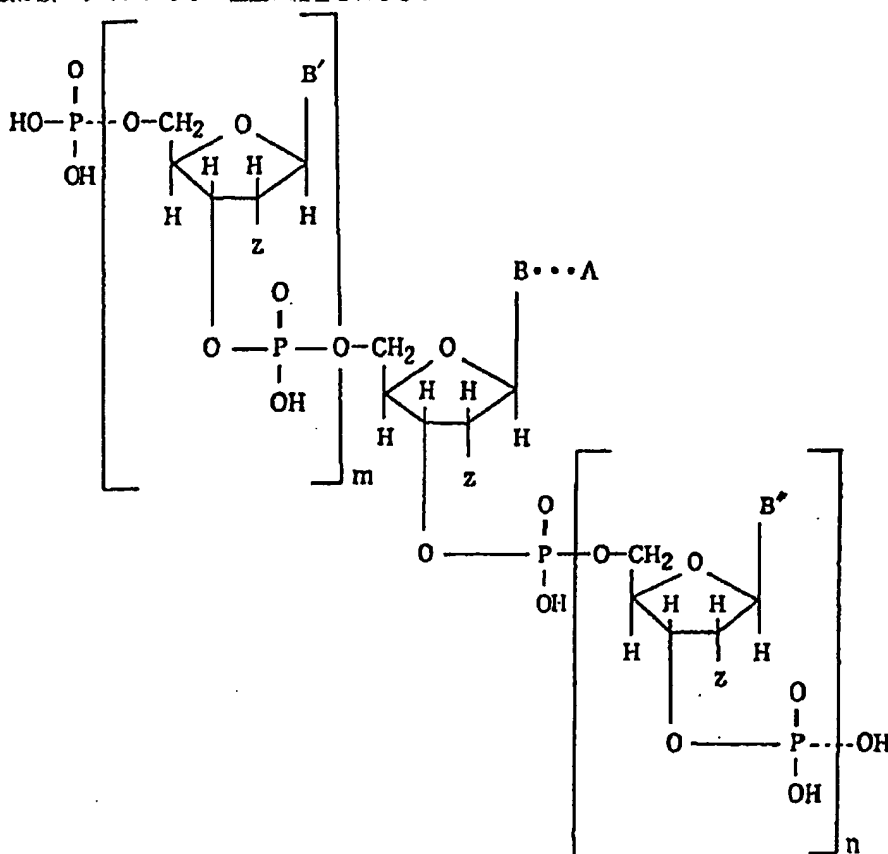 B'
O
HO-P-O-CH2 O
OH
H H
H H
z
B•••A
O
O-P-O-CH2 O
OH
H H
H H
m
z
B"
O
O-P-O-CH2 O
OH
H H
H H
z
O
O-P-OH
OH
n